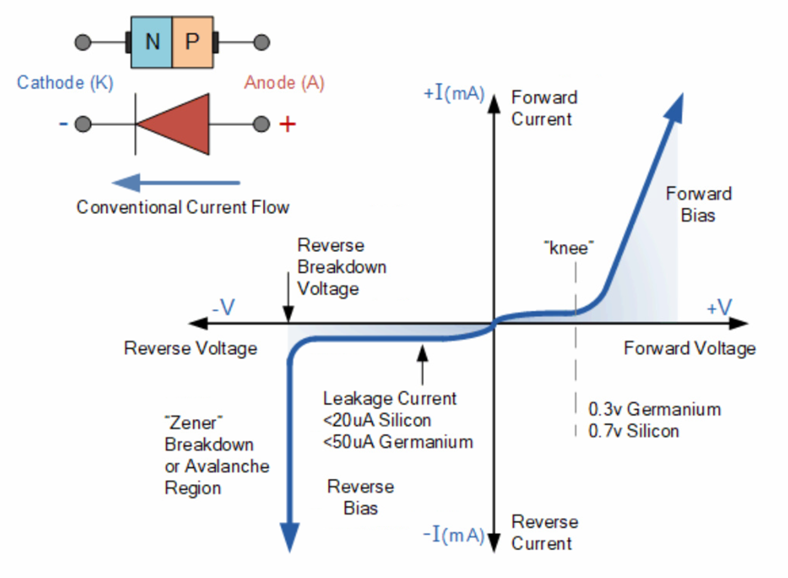 N P
Cathode (K)
Anode (A)
- +
Conventional Current Flow
+I(mA)
Forward
Current
Forward
Bias
"knee"
Reverse
Breakdown
Voltage
-V
+V
Reverse Voltage
Forward Voltage
Leakage Current
<20uA Silicon
<50uA Germanium
0.3v Germanium
0.7v Silicon
"Zener"
Breakdown
or Avalanche
Region
Reverse
Bias
-I(mA)
Reverse
Current